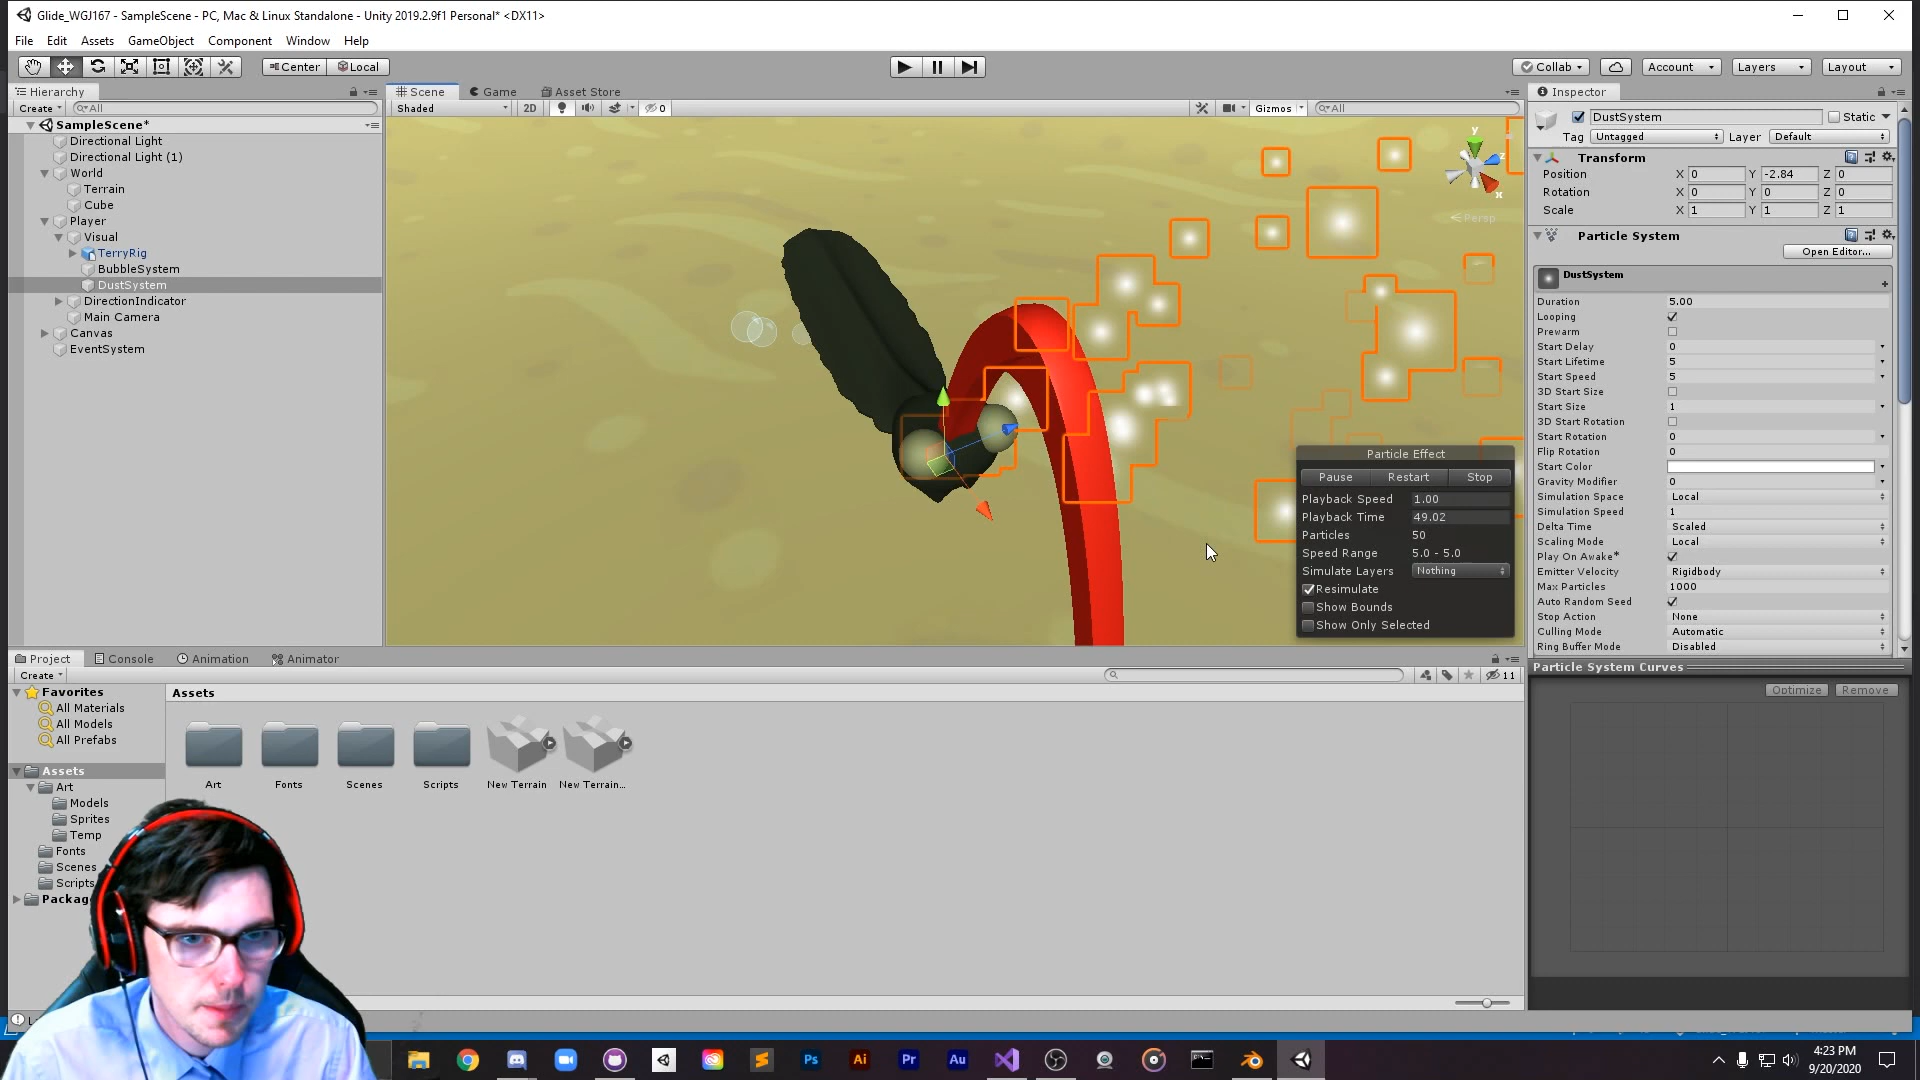 Glide_WGJ167 - SampleScene - PC, Mac & Linux Standalone - Unity 2019.2.9f1 Personal* <DX11>
File Edit Assets GameObject Component Window Help
Center Local
Collab Account Layers Layout
Hierarchy
Create All
SampleScene*
Directional Light
Directional Light (1)
World
Terrain
Cube
Player
Visual
TerryRig
BubbleSystem
DustSystem
DirectionIndicator
Main Camera
Canvas
EventSystem
Scene Game Asset Store
Shaded 2D 0 Gizmos All
y
z
x
Persp
Particle Effect
Pause Restart Stop
Playback Speed 1.00
Playback Time 49.02
Particles 50
Speed Range 5.0 - 5.0
Simulate Layers Nothing
Resimulate
Show Bounds
Show Only Selected
Inspector
DustSystem Static
Tag Untagged Layer Default
Transform
Position X 0 Y -2.84 Z 0
Rotation X 0 Y 0 Z 0
Scale X 1 Y 1 Z 1
Particle System
Open Editor...
DustSystem
Duration 5.00
Looping
Prewarm
Start Delay 0
Start Lifetime 5
Start Speed 5
3D Start Size
Start Size 1
3D Start Rotation
Start Rotation 0
Flip Rotation 0
Start Color
Gravity Modifier 0
Simulation Space Local
Simulation Speed 1
Delta Time Scaled
Scaling Mode Local
Play On Awake*
Emitter Velocity Rigidbody
Max Particles 1000
Auto Random Seed
Stop Action None
Culling Mode Automatic
Ring Buffer Mode Disabled
Particle System Curves
Optimize Remove
Project Console Animation Animator
Create 11
Favorites
All Materials
All Models
All Prefabs
Assets
Art
Models
Sprites
Temp
Fonts
Scenes
Scripts
Packag
Assets
Art Fonts Scenes Scripts New Terrain New Terrain...
Ps Ai Pr Au
4:23 PM
9/20/2020